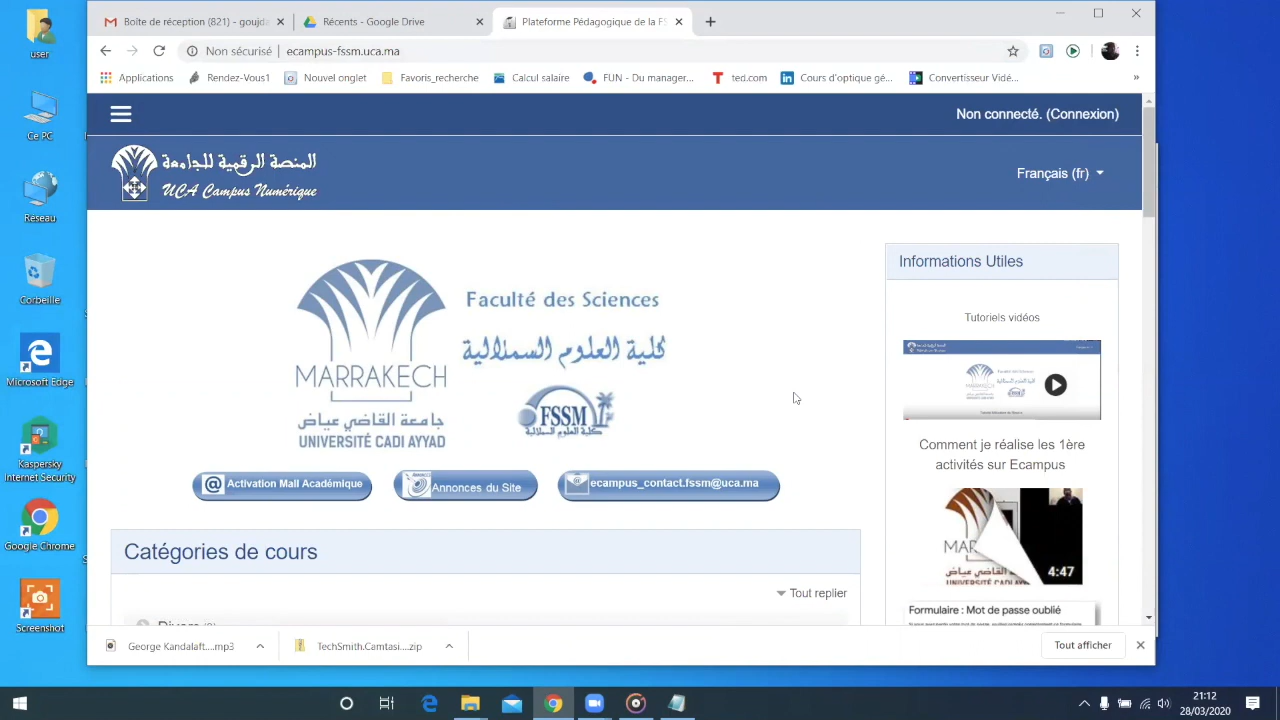 Boîte de réception (821) - goujda
Récents - Google Drive
Plateforme Pédagogique de la FS
Non sécurisé
ecampus-fssm.uca.ma
Applications
Rendez-Vous1
Nouvel onglet
Favoris_recherche
Calcul salaire
FUN - Du manager...
ted.com
Cours d'optique gé...
Convertisseur Vidé...
Non connecté. (Connexion)
المنصة الرقمية للجامعة
UCA Campus Numérique
Français (fr)
MARRAKECH
جامعة القاضي عياض
UNIVERSITÉ CADI AYYAD
Faculté des Sciences
كلية العلوم السملالية
FSSM
Activation Mail Académique
Annonces du Site
ecampus_contact.fssm@uca.ma
Catégories de cours
Tout replier
Informations Utiles
Tutoriels vidéos
Comment je réalise les 1ère
activités sur Ecampus
4:47
Formulaire : Mot de passe oublié
user
Ce PC
Réseau
Corbeille
Microsoft Edge
Kaspersky
Internet Security
Google Chrome
Screenshot
George Kandalaft....mp3
TechSmith.Camtasi....zip
Tout afficher
21:12
28/03/2020